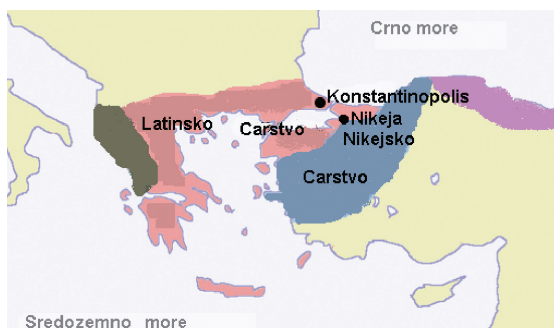 Crno more
Konstantinopolis
Latinsko Carstvo
Nikeja
Nikejsko
Carstvo
Sredozemno more